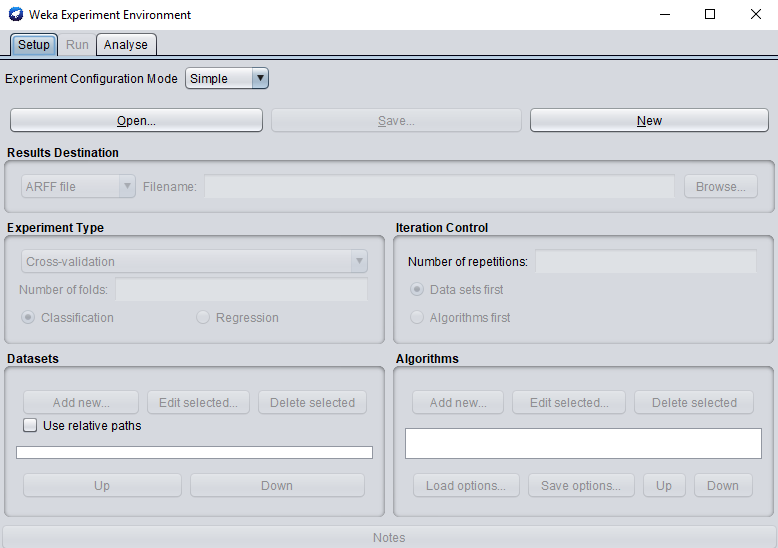 Weka Experiment Environment
Setup Run Analyse
Experiment Configuration Mode Simple
Open... Save... New
Results Destination
ARFF file Filename: Browse...
Experiment Type Iteration Control
Cross-validation Number of repetitions:
Number of folds: Data sets first
Classification Regression Algorithms first
Datasets Algorithms
Add new... Edit selected... Delete selected Add new... Edit selected... Delete selected
Use relative paths
Up Down Load options... Save options... Up Down
Notes